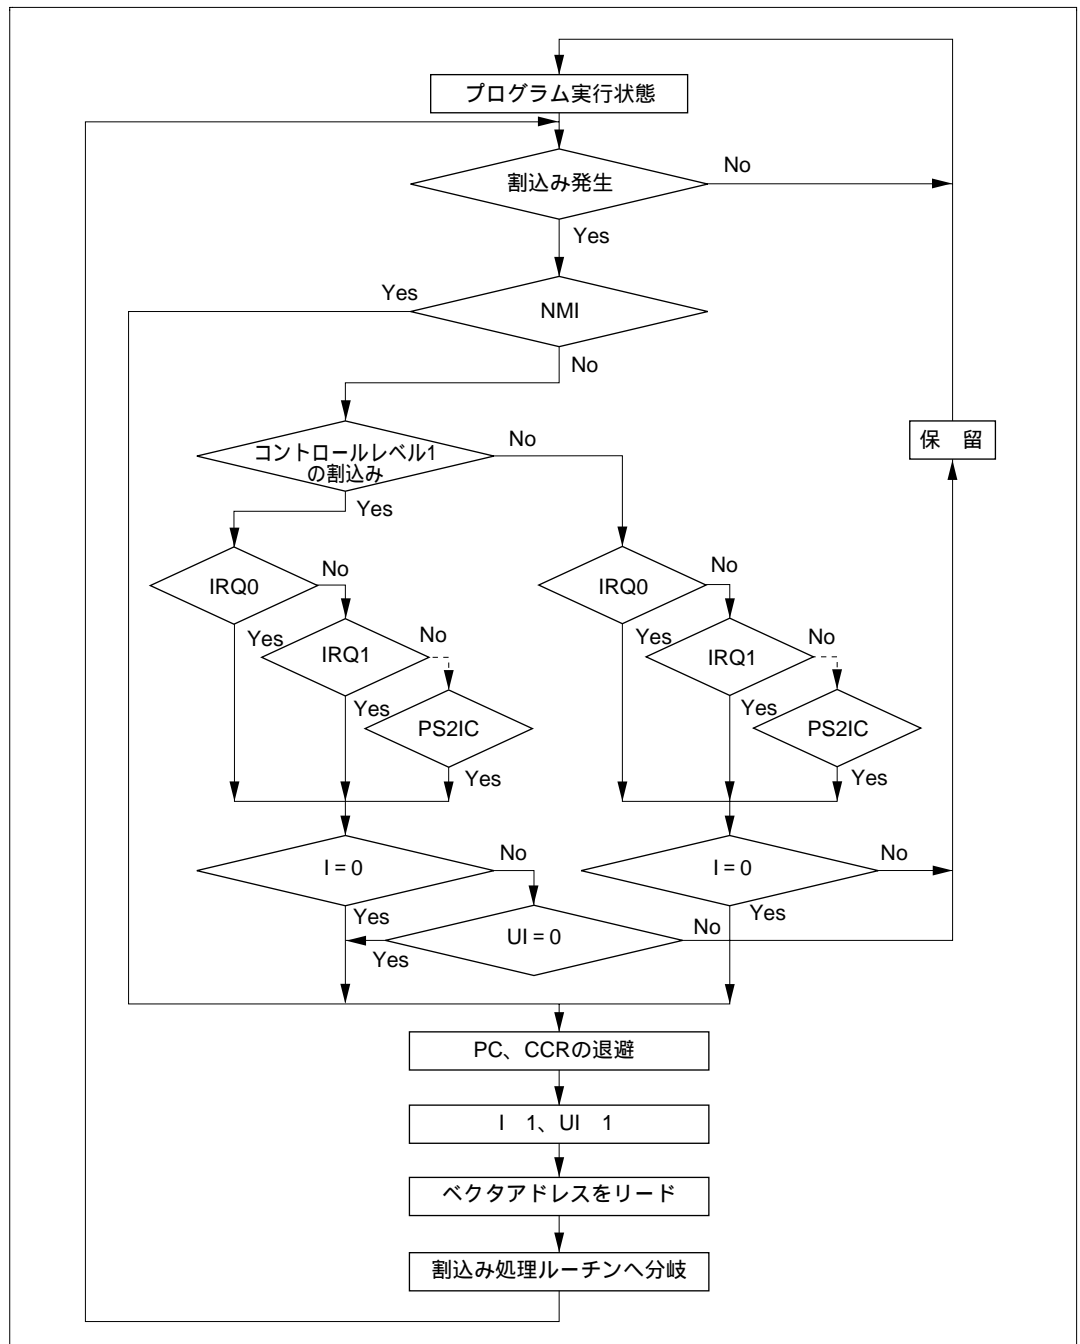 プログラム実行状態
割込み発生
No
Yes
Yes
NMI
No
コントロールレベル1
の割込み
No
保　留
Yes
IRQ0
No
IRQ0
No
Yes
IRQ1
No
Yes
IRQ1
No
Yes
PS2IC
Yes
PS2IC
Yes
Yes
I = 0
No
I = 0
No
Yes
Yes
UI = 0
No
Yes
PC、CCRの退避
I　1、UI　1
ベクタアドレスをリード
割込み処理ルーチンへ分岐